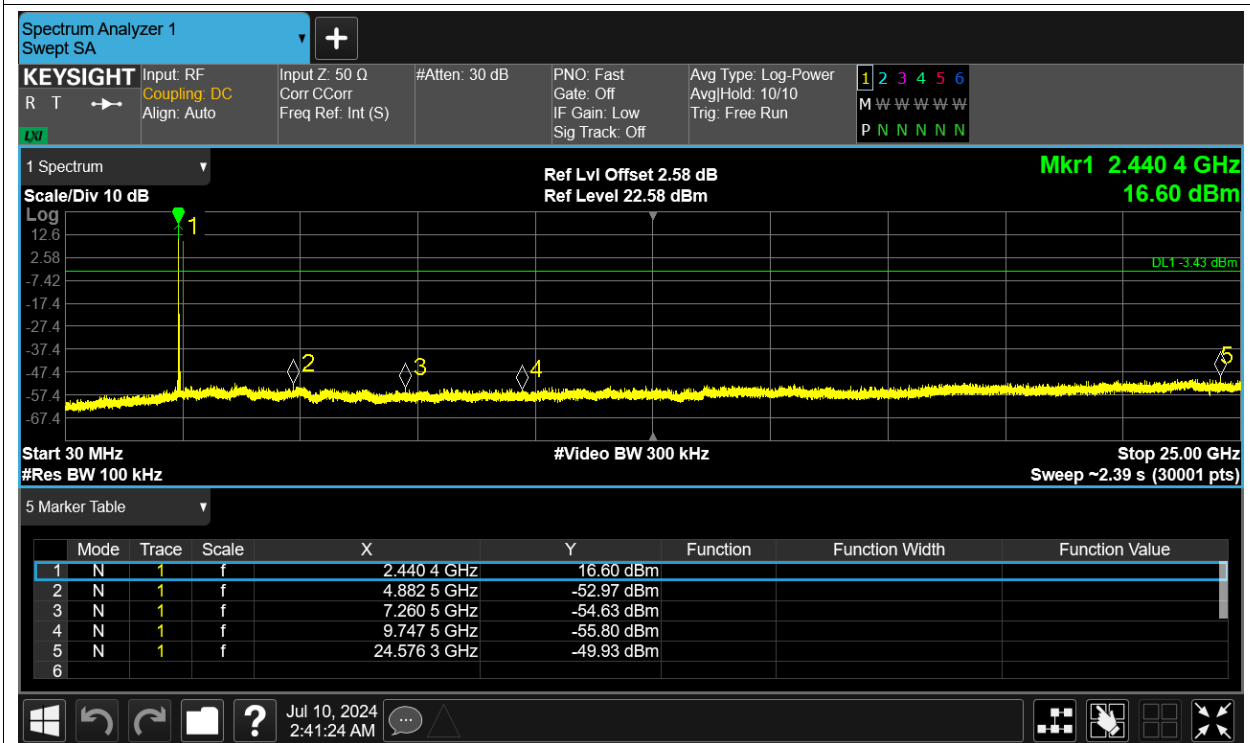 Spectrum Analyzer 1
Swept SA
+
KEYSIGHT
R T
LXI
Input: RF
Coupling: DC
Align: Auto
Input Z: 50 Ω
Corr CCorr
Freq Ref: Int (S)
#Atten: 30 dB
PNO: Fast
Gate: Off
IF Gain: Low
Sig Track: Off
Avg Type: Log-Power
Avg|Hold: 10/10
Trig: Free Run
1 2 3 4 5 6
M W W W W W
P N N N N N
1 Spectrum
Scale/Div 10 dB
Ref Lvl Offset 2.58 dB
Ref Level 22.58 dBm
Mkr1 2.440 4 GHz
16.60 dBm
Log
12.6
2.58
-7.42
-17.4
-27.4
-37.4
-47.4
-57.4
-67.4
1
DL1 -3.43 dBm
2
3
4
5
Start 30 MHz
#Video BW 300 kHz
Stop 25.00 GHz
#Res BW 100 kHz
Sweep ~2.39 s (30001 pts)
5 Marker Table
Mode Trace Scale X Y Function Function Width Function Value
1 N 1 f 2.440 4 GHz 16.60 dBm
2 N 1 f 4.882 5 GHz -52.97 dBm
3 N 1 f 7.260 5 GHz -54.63 dBm
4 N 1 f 9.747 5 GHz -55.80 dBm
5 N 1 f 24.576 3 GHz -49.93 dBm
6
?
Jul 10, 2024
2:41:24 AM